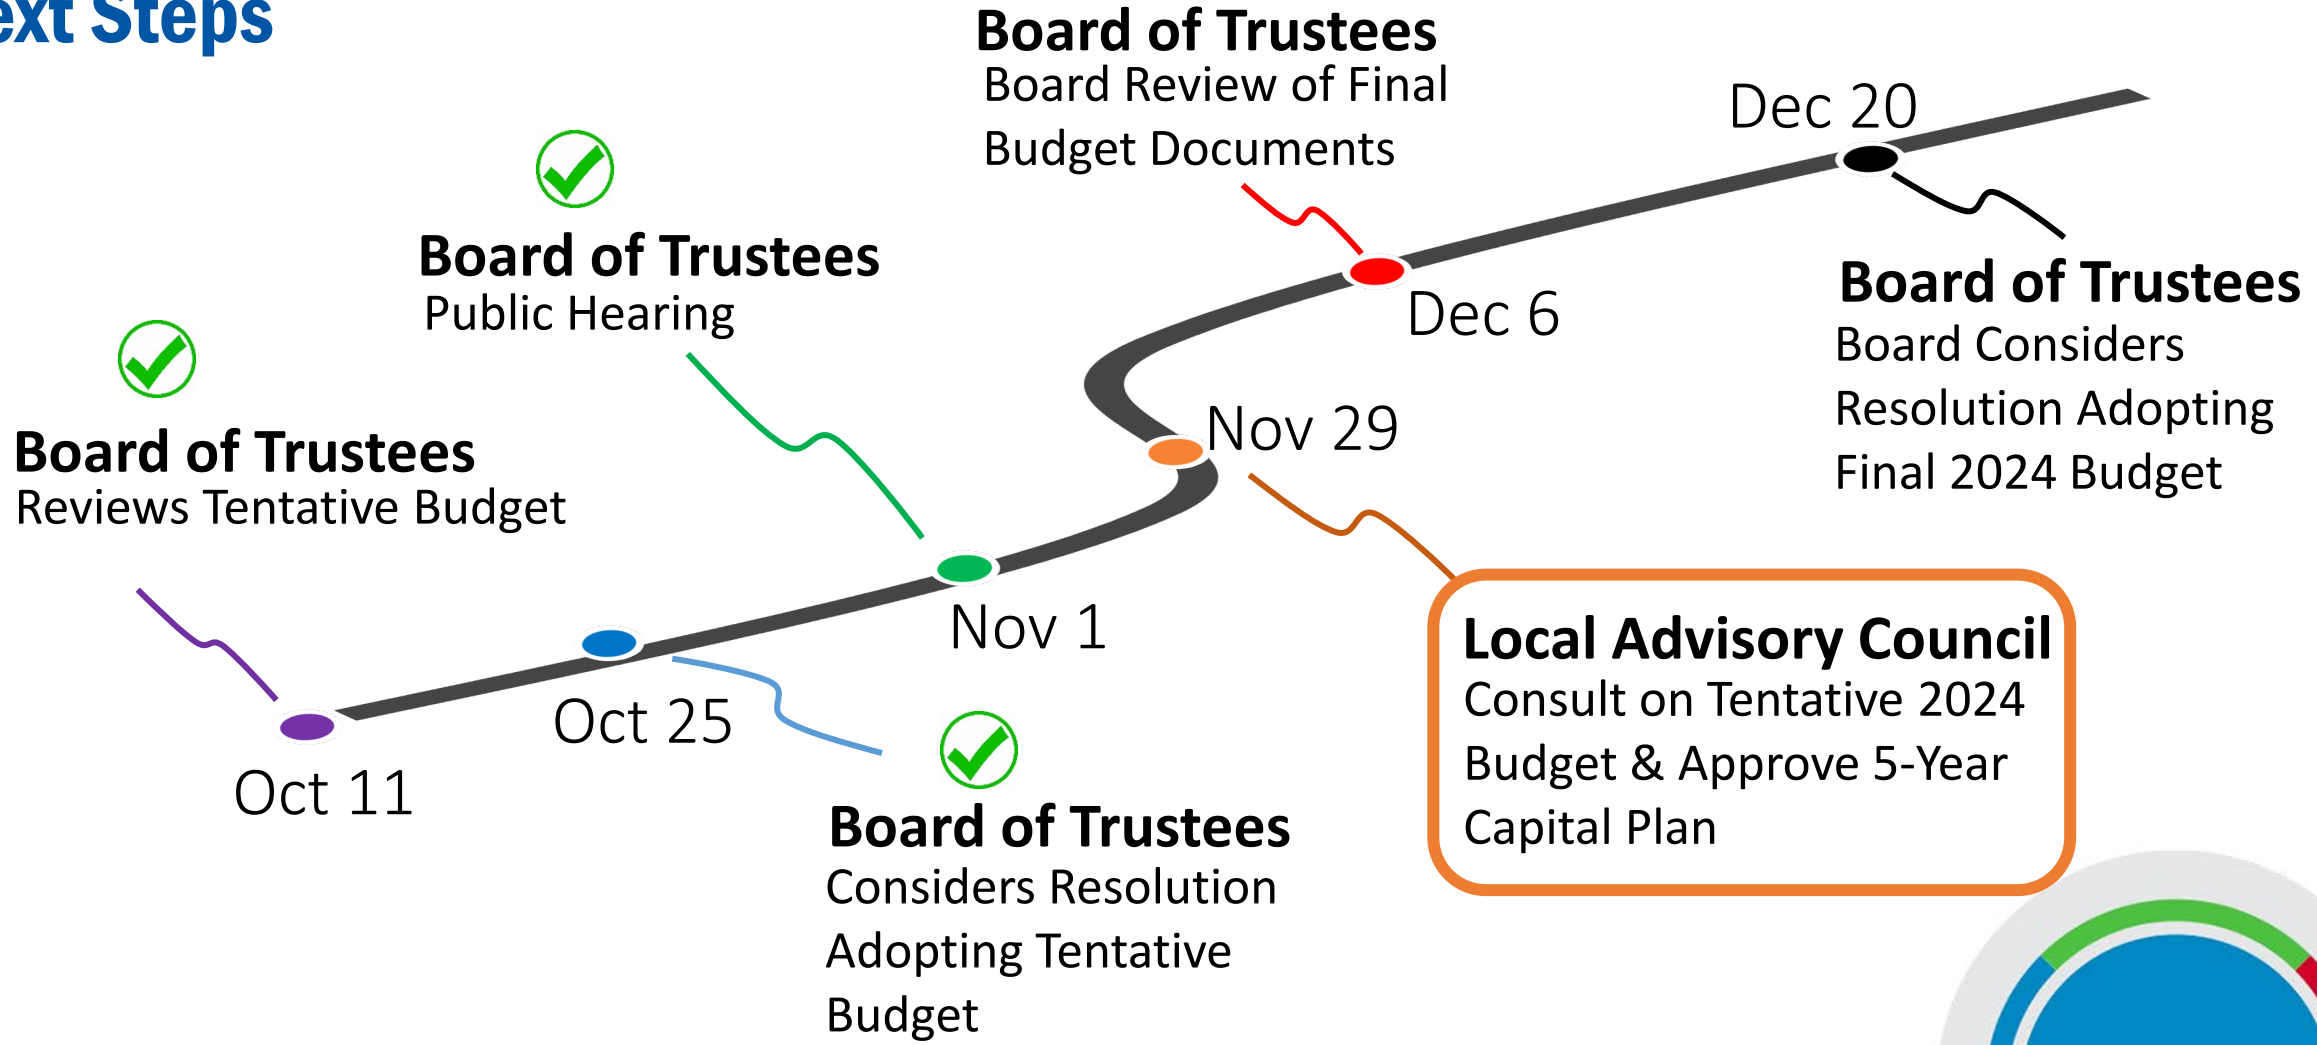 ext Steps
Board of Trustees
Board Review of Final
Budget Documents
Dec 20
Board of Trustees
Public Hearing
Board of Trustees
Board Considers
Resolution Adopting
Final 2024 Budget
Dec 6
Nov 29
Board of Trustees
Reviews Tentative Budget
Nov 1
Local Advisory Council
Consult on Tentative 2024
Budget & Approve 5-Year
Capital Plan
Oct 25
Oct 11
Board of Trustees
Considers Resolution
Adopting Tentative
Budget